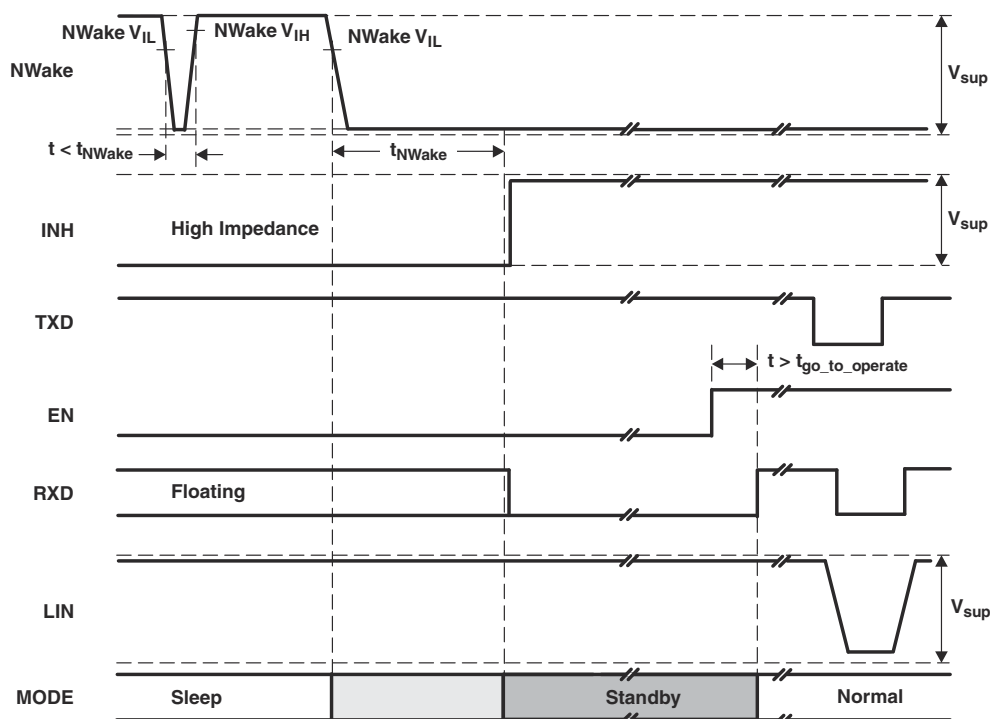 NWake V_IL
NWake V_IH
NWake V_IL
NWake
V_sup
t < t_NWake
t_NWake
INH
High Impedance
V_sup
TXD
t > t_go_to_operate
EN
RXD
Floating
LIN
V_sup
MODE
Sleep
Standby
Normal